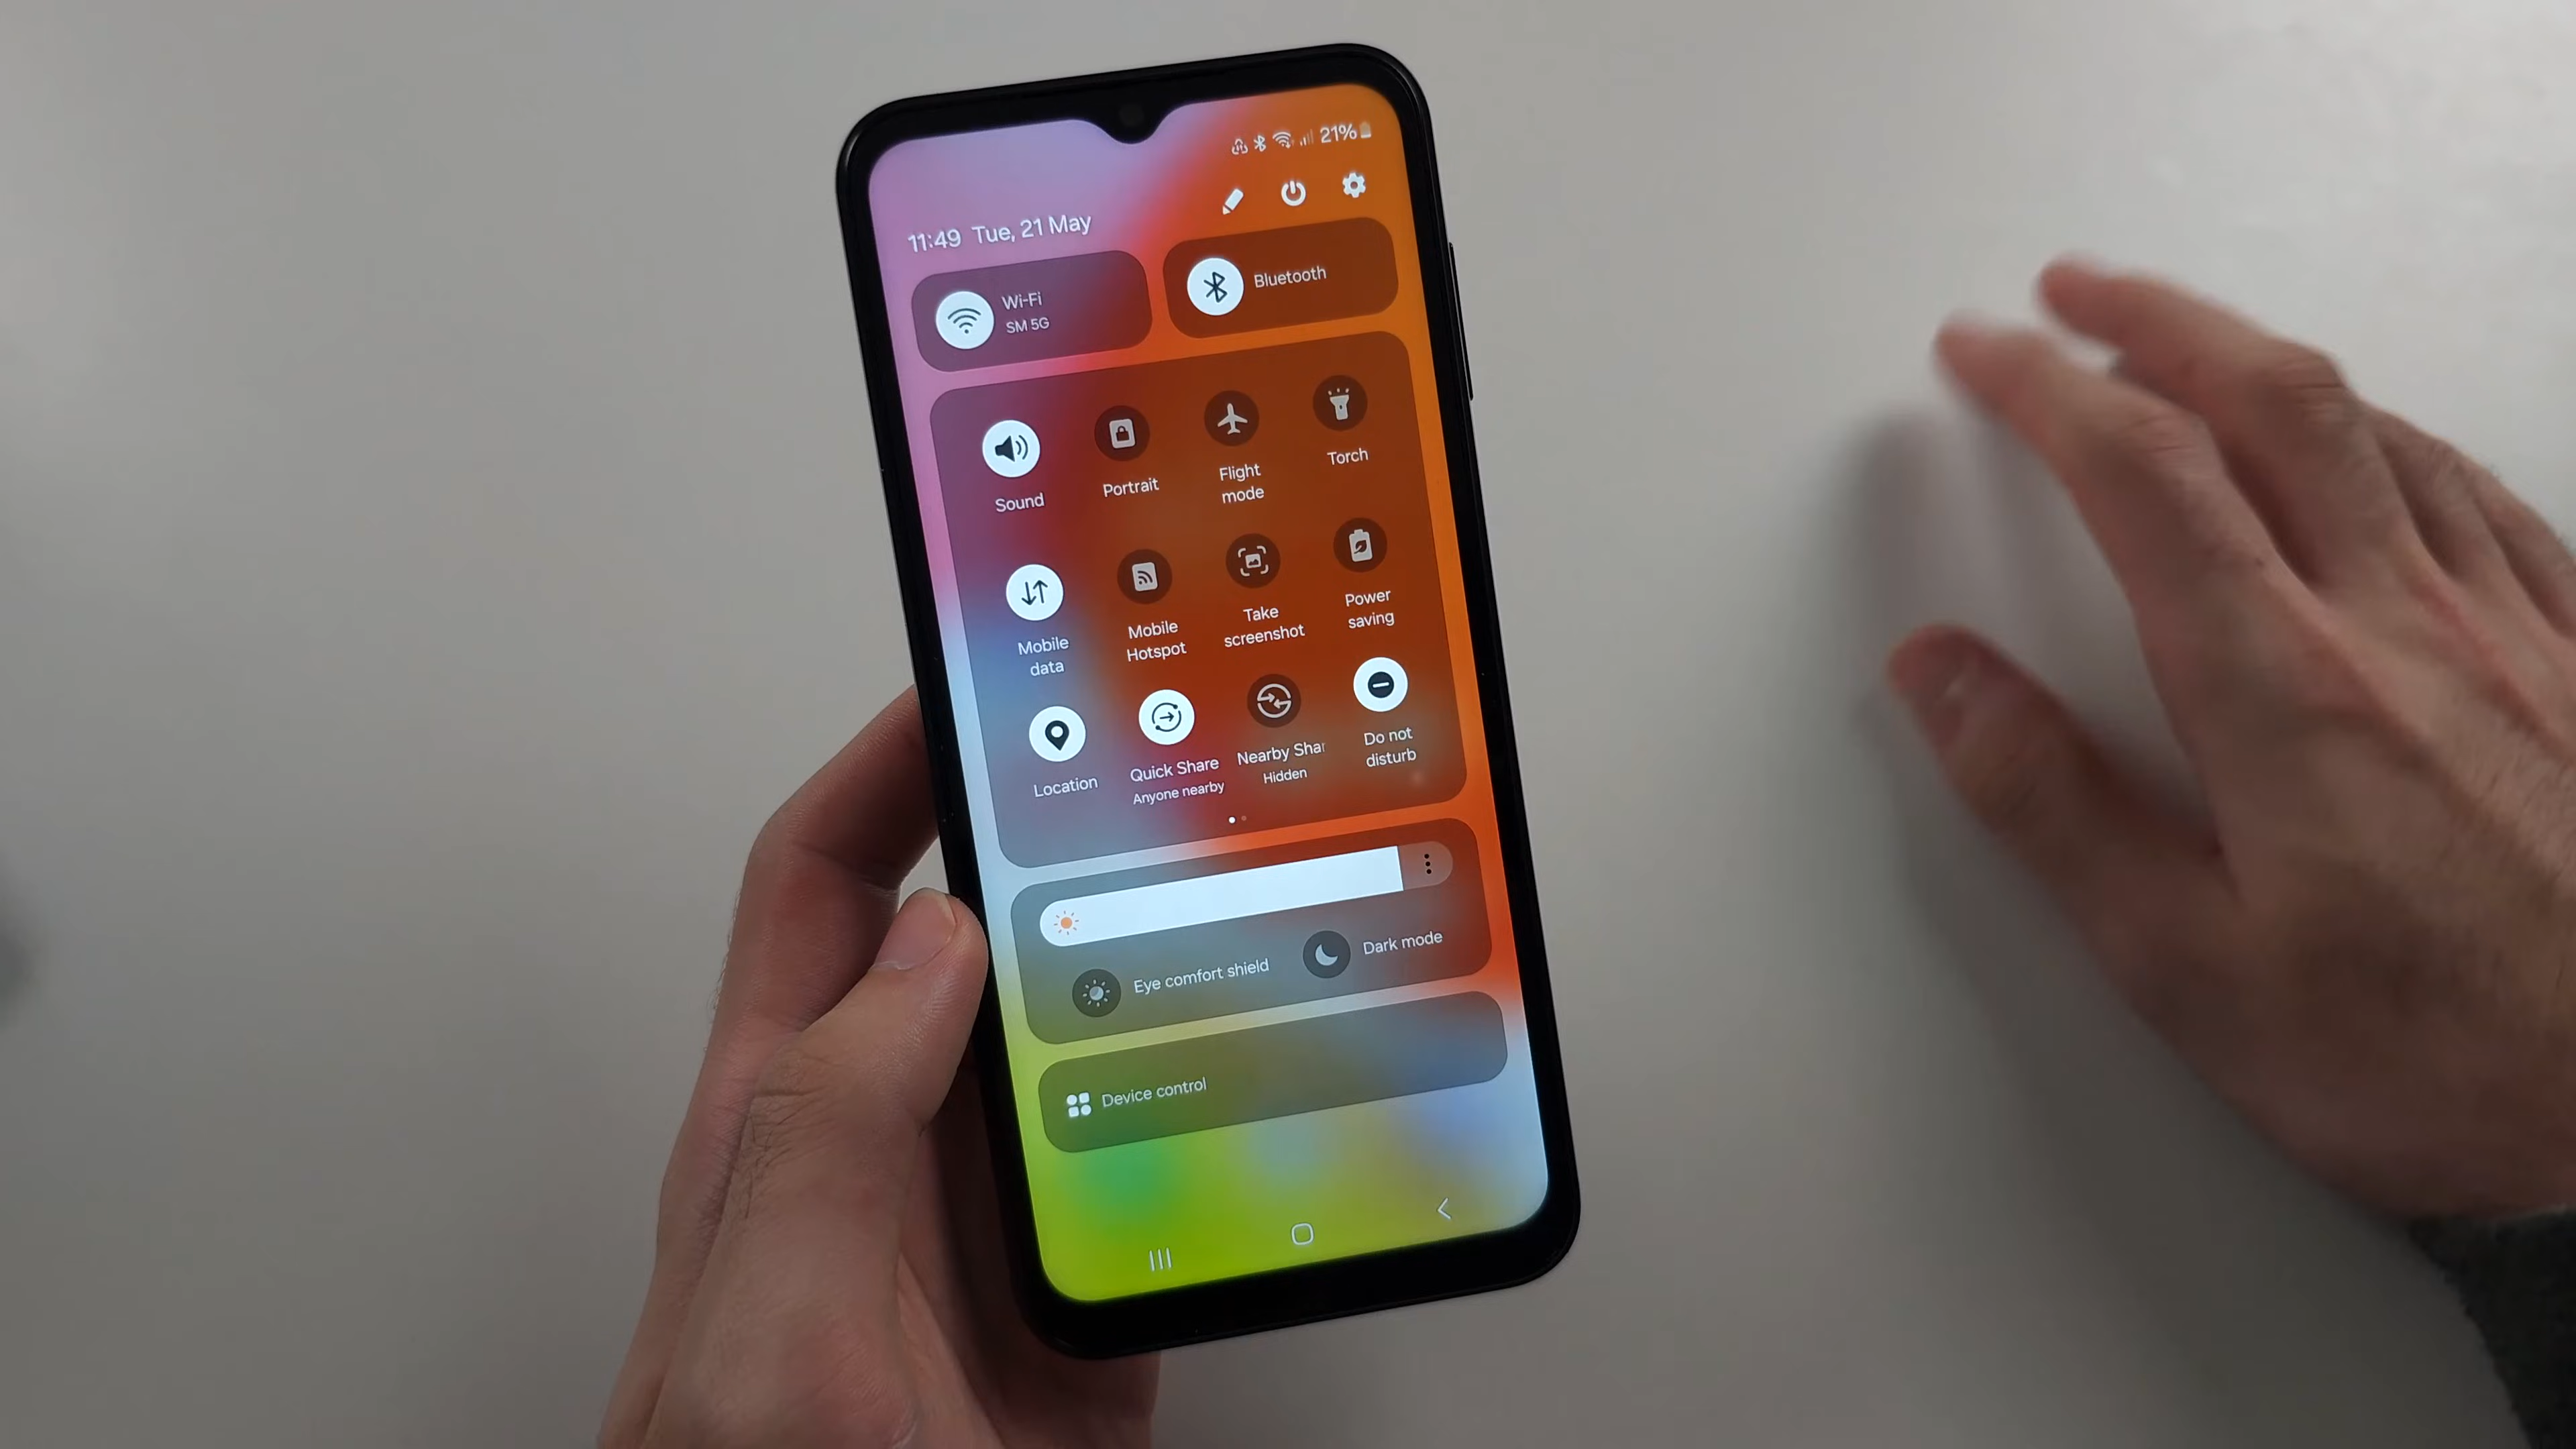 21%
11:49 Tue, 21 May
Wi-Fi
SM 5G
Bluetooth
Sound
Portrait
Flight
mode
Torch
Mobile
data
Mobile
Hotspot
Take
screenshot
Power
saving
Location
Quick Share
Anyone nearby
Nearby Shar
Hidden
Do not
disturb
Eye comfort shield
Dark mode
Device control